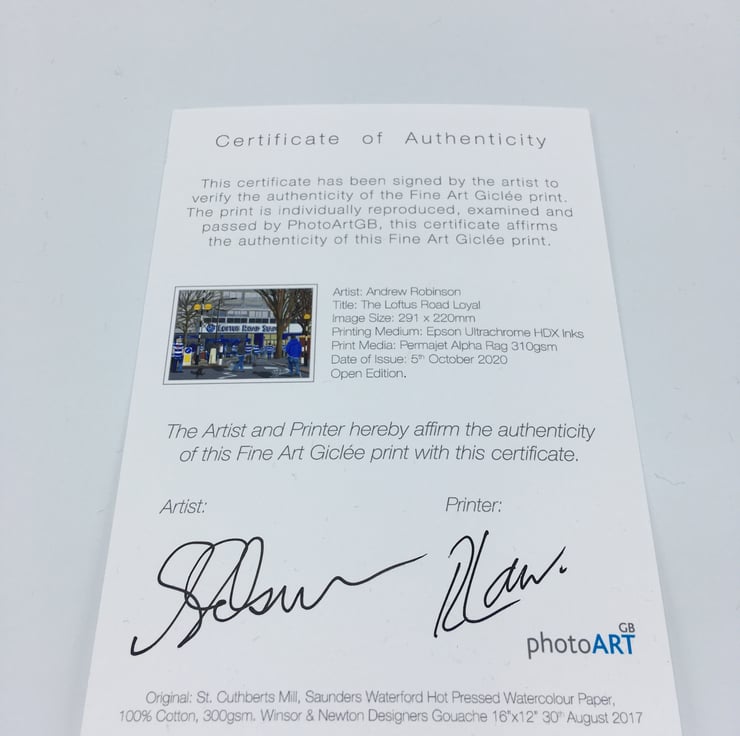 Certificate of Authenticity
This certificate has been signed by the artist to
verify the authenticity of the Fine Art Giclée print.
The print is individually reproduced, examined and
passed by PhotoArtGB, this certificate affirms
the authenticity of this Fine Art Giclée print.
Artist: Andrew Robinson
Title: The Loftus Road Loyal
Image Size: 291 x 220mm
Printing Medium: Epson Ultrachrome HDX Inks
Print Media: Permajet Alpha Rag 310gsm
Date of Issue: 5th October 2020
Open Edition.
Loftus Road
The Artist and Printer hereby affirm the authenticity
of this Fine Art Giclée print with this certificate.
Artist:
Printer:
GB
photoART
Original: St. Cuthberts Mill, Saunders Waterford Hot Pressed Watercolour Paper,
100% Cotton, 300gsm. Winsor & Newton Designers Gouache 16"x12" 30th August 2017